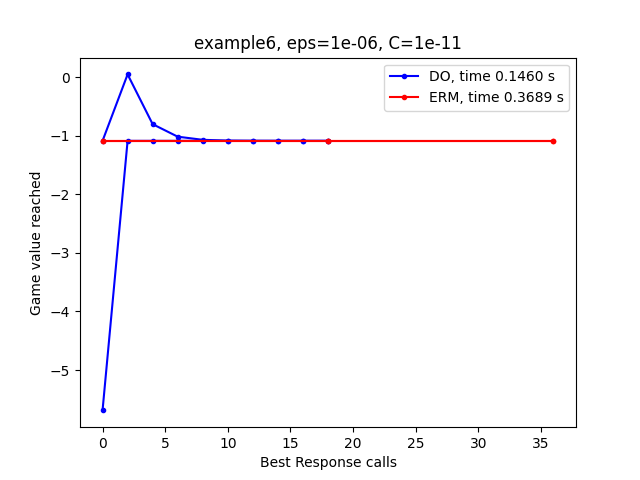 example6, eps=1e-06, C=1e-11
DO, time 0.1460 s
ERM, time 0.3689 s
Game value reached
0
−1
−2
−3
−4
−5
0 5 10 15 20 25 30 35
Best Response calls